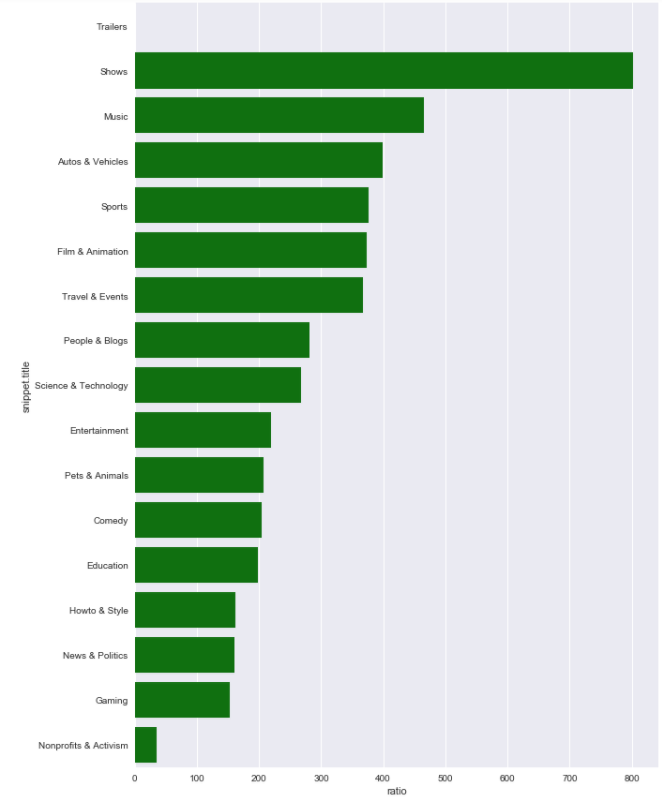 Trailers
Shows
Music
Autos & Vehicles
Sports
Film & Animation
Travel & Events
People & Blogs
Science & Technology
Entertainment
Pets & Animals
Comedy
Education
Howto & Style
News & Politics
Gaming
Nonprofits & Activism
snippet.title
0 100 200 300 400 500 600 700 800
ratio